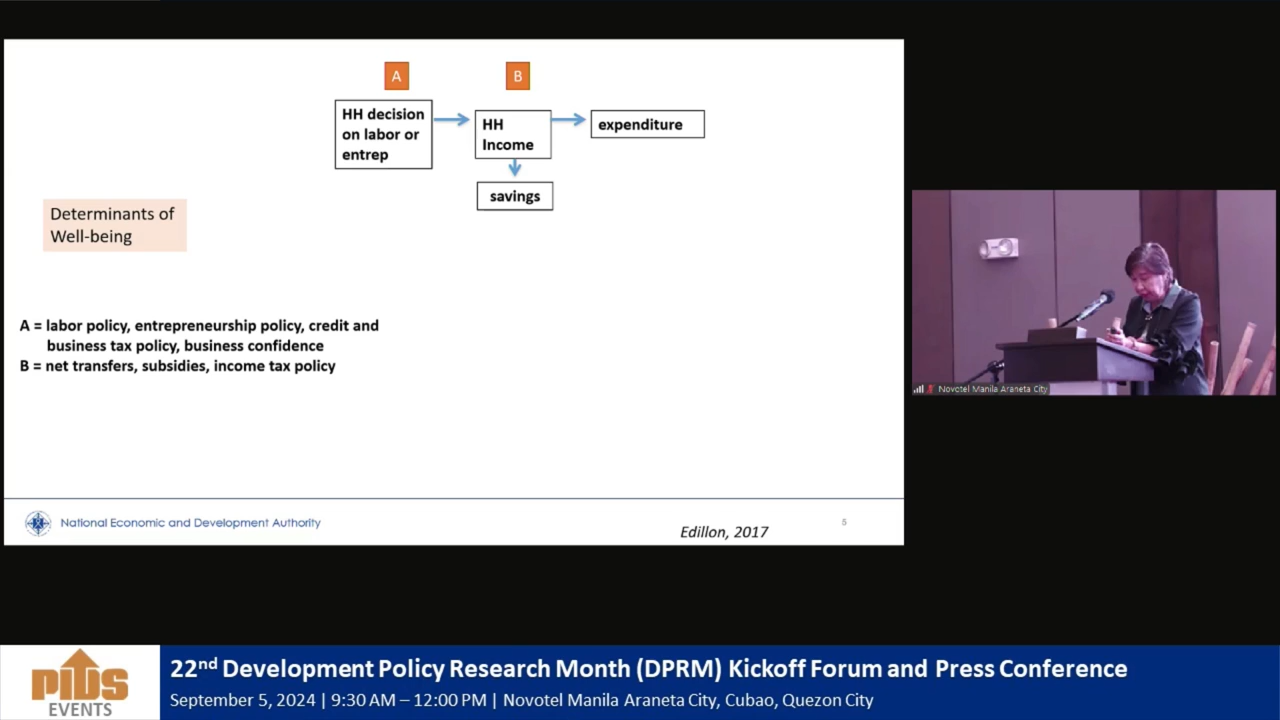 A
B
HH decision
on labor or
entrep
HH
Income
expenditure
savings
Determinants of
Well-being
A = labor policy, entrepreneurship policy, credit and
business tax policy, business confidence
B = net transfers, subsidies, income tax policy
National Economic and Development Authority
Edillon, 2017
5
Novotel Manila Araneta City
PIDS
EVENTS
22nd Development Policy Research Month (DPRM) Kickoff Forum and Press Conference
September 5, 2024 | 9:30 AM – 12:00 PM | Novotel Manila Araneta City, Cubao, Quezon City